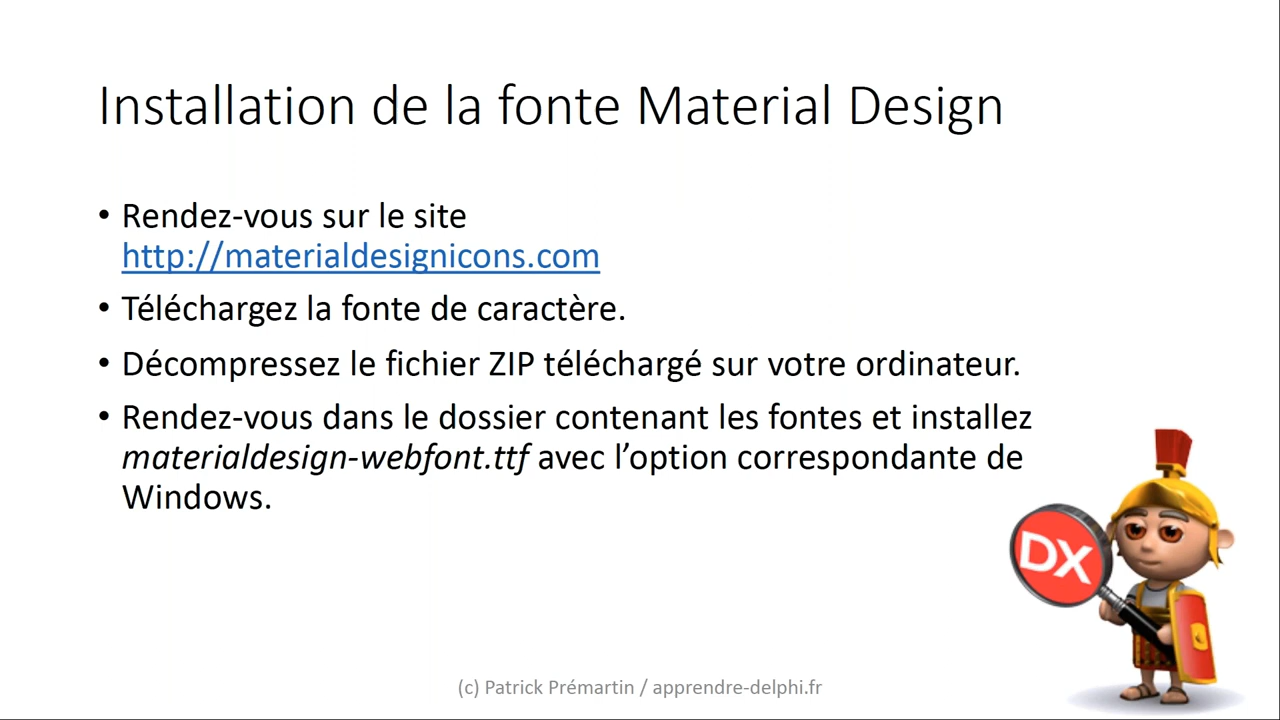 Installation de la fonte Material Design
• Rendez-vous sur le site
http://materialdesignicons.com
• Téléchargez la fonte de caractère.
• Décompressez le fichier ZIP téléchargé sur votre ordinateur.
• Rendez-vous dans le dossier contenant les fontes et installez
materialdesign-webfont.ttf avec l’option correspondante de
Windows.
DX
(c) Patrick Prémartin / apprendre-delphi.fr